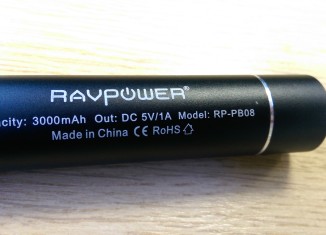 RAVPOWER®
acity: 3000mAh Out: DC 5V/1A Model: RP-PB08
Made in China CE RoHS